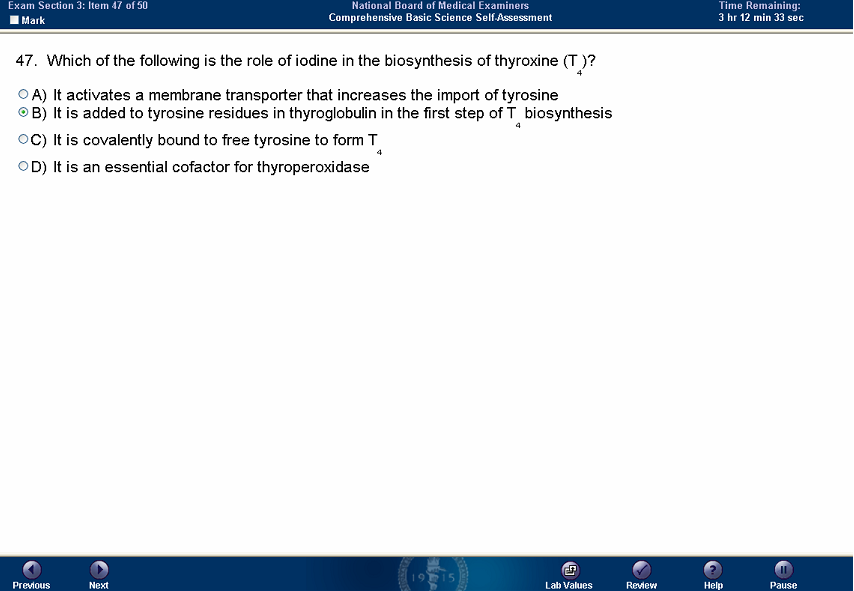 Exam Section 3: Item 47 of 50
National Board of Medical Examiners
Time Remaining:
Mark
Comprehensive Basic Science Self-Assessment
3 hr 12 min 33 sec
47. Which of the following is the role of iodine in the biosynthesis of thyroxine (T4)?
A) It activates a membrane transporter that increases the import of tyrosine
B) It is added to tyrosine residues in thyroglobulin in the first step of T4 biosynthesis
C) It is covalently bound to free tyrosine to form T4
D) It is an essential cofactor for thyroperoxidase
1915
Previous
Next
Lab Values
Review
Help
Pause